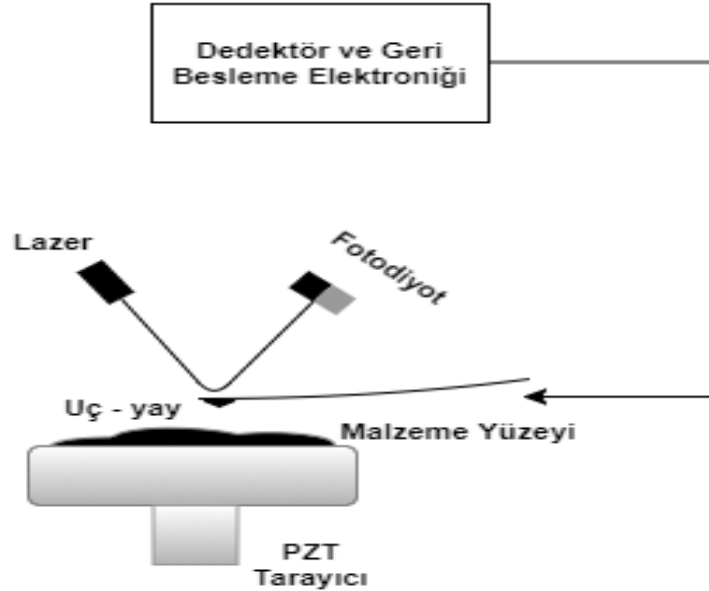 Dedektör ve Geri
Besleme Elektroniği
Lazer
Fotodiyot
Uç - yay
Malzeme Yüzeyi
PZT
Tarayıcı